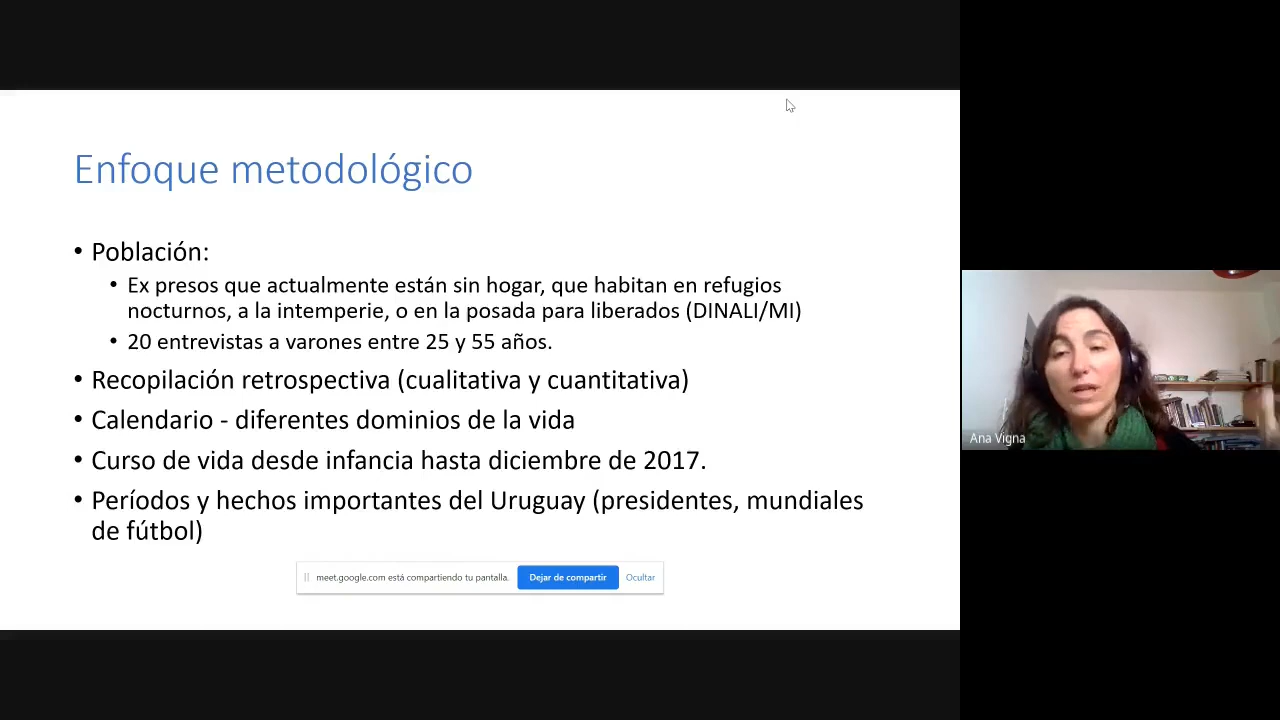 Enfoque metodológico
• Población:
• Ex presos que actualmente están sin hogar, que habitan en refugios
nocturnos, a la intemperie, o en la posada para liberados (DINALI/MI)
• 20 entrevistas a varones entre 25 y 55 años.
• Recopilación retrospectiva (cualitativa y cuantitativa)
• Calendario - diferentes dominios de la vida
• Curso de vida desde infancia hasta diciembre de 2017.
• Períodos y hechos importantes del Uruguay (presidentes, mundiales
de fútbol)
meet.google.com está compartiendo tu pantalla. Dejar de compartir Ocultar
Ana Vigna